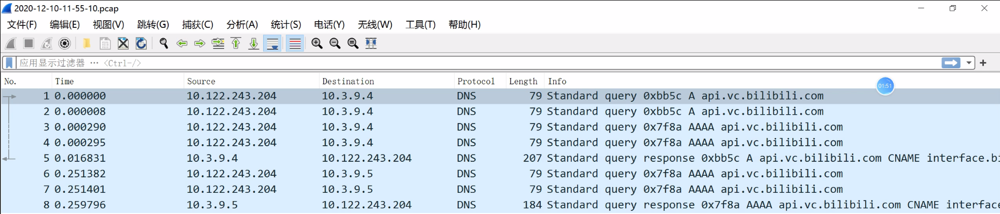 2020-12-10-11-55-10.pcap
文件(F) 编辑(E) 视图(V) 跳转(G) 捕获(C) 分析(A) 统计(S) 电话(Y) 无线(W) 工具(T) 帮助(H)
应用显示过滤器 … <Ctrl-/>
No. Time Source Destination Protocol Length Info
01:51
1 0.000000 10.122.243.204 10.3.9.4 DNS 79 Standard query 0xbb5c A api.vc.bilibili.com
2 0.000008 10.122.243.204 10.3.9.4 DNS 79 Standard query 0xbb5c A api.vc.bilibili.com
3 0.000290 10.122.243.204 10.3.9.4 DNS 79 Standard query 0x7f8a AAAA api.vc.bilibili.com
4 0.000295 10.122.243.204 10.3.9.4 DNS 79 Standard query 0x7f8a AAAA api.vc.bilibili.com
5 0.016831 10.3.9.4 10.122.243.204 DNS 207 Standard query response 0xbb5c A api.vc.bilibili.com CNAME interface.bi
6 0.251382 10.122.243.204 10.3.9.5 DNS 79 Standard query 0x7f8a AAAA api.vc.bilibili.com
7 0.251401 10.122.243.204 10.3.9.5 DNS 79 Standard query 0x7f8a AAAA api.vc.bilibili.com
8 0.259796 10.3.9.5 10.122.243.204 DNS 184 Standard query response 0x7f8a AAAA api.vc.bilibili.com CNAME interface